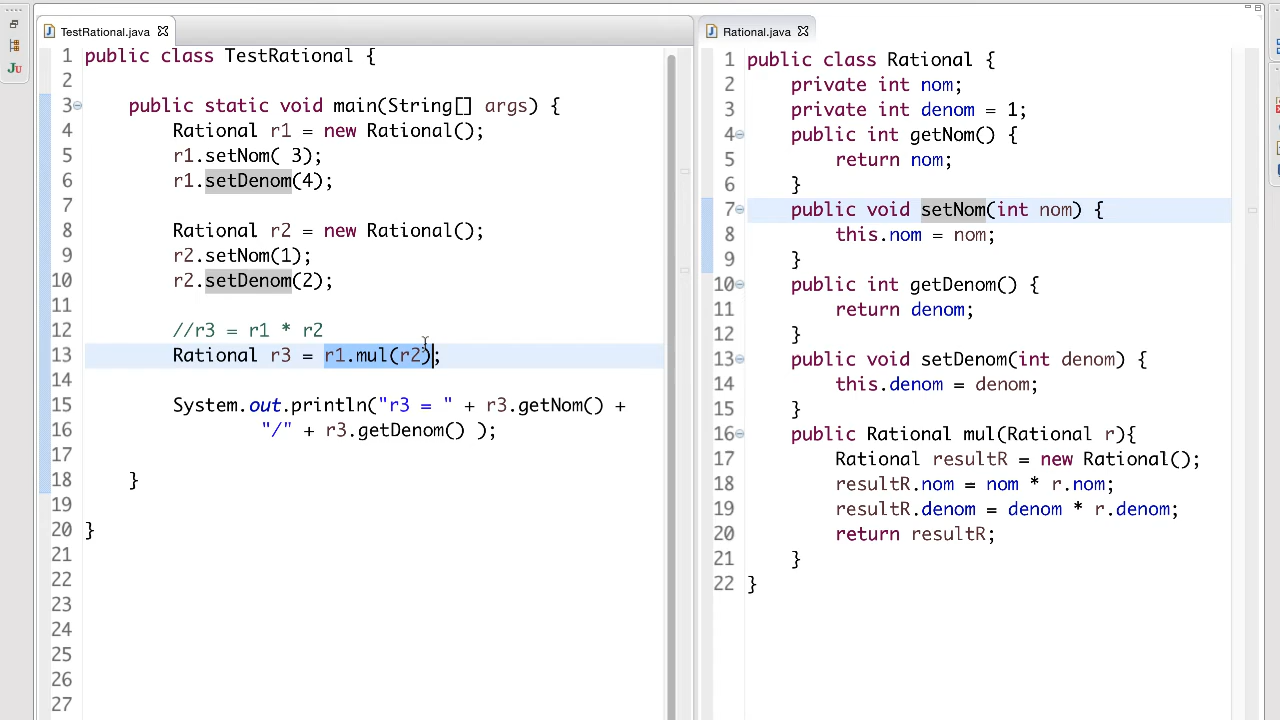 TestRational.java
1 public class TestRational {
2
3 public static void main(String[] args) {
4 Rational r1 = new Rational();
5 r1.setNom( 3);
6 r1.setDenom(4);
7
8 Rational r2 = new Rational();
9 r2.setNom(1);
10 r2.setDenom(2);
11
12 //r3 = r1 * r2
13 Rational r3 = r1.mul(r2);
14
15 System.out.println("r3 = " + r3.getNom() +
16 "/" + r3.getDenom() );
17
18 }
19
20 }
21
22
23
24
25
26
27
Rational.java
1 public class Rational {
2 private int nom;
3 private int denom = 1;
4 public int getNom() {
5 return nom;
6 }
7 public void setNom(int nom) {
8 this.nom = nom;
9 }
10 public int getDenom() {
11 return denom;
12 }
13 public void setDenom(int denom) {
14 this.denom = denom;
15 }
16 public Rational mul(Rational r){
17 Rational resultR = new Rational();
18 resultR.nom = nom * r.nom;
19 resultR.denom = denom * r.denom;
20 return resultR;
21 }
22 }
JU